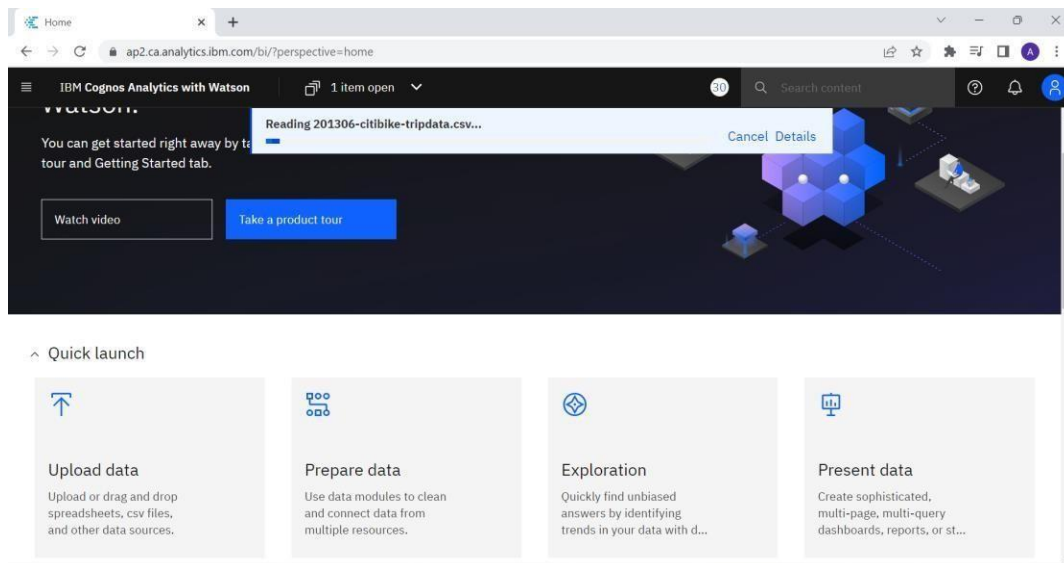 Home
ap2.ca.analytics.ibm.com/bi/?perspective=home
A
IBM Cognos Analytics with Watson
1 item open
30
Search content
Watson.
Reading 201306-citibike-tripdata.csv...
Cancel Details
You can get started right away by ta
tour and Getting Started tab.
Watch video
Take a product tour
Quick launch
Upload data
Upload or drag and drop
spreadsheets, csv files,
and other data sources.
Prepare data
Use data modules to clean
and connect data from
multiple resources.
Exploration
Quickly find unbiased
answers by identifying
trends in your data with d...
Present data
Create sophisticated,
multi-page, multi-query
dashboards, reports, or st...